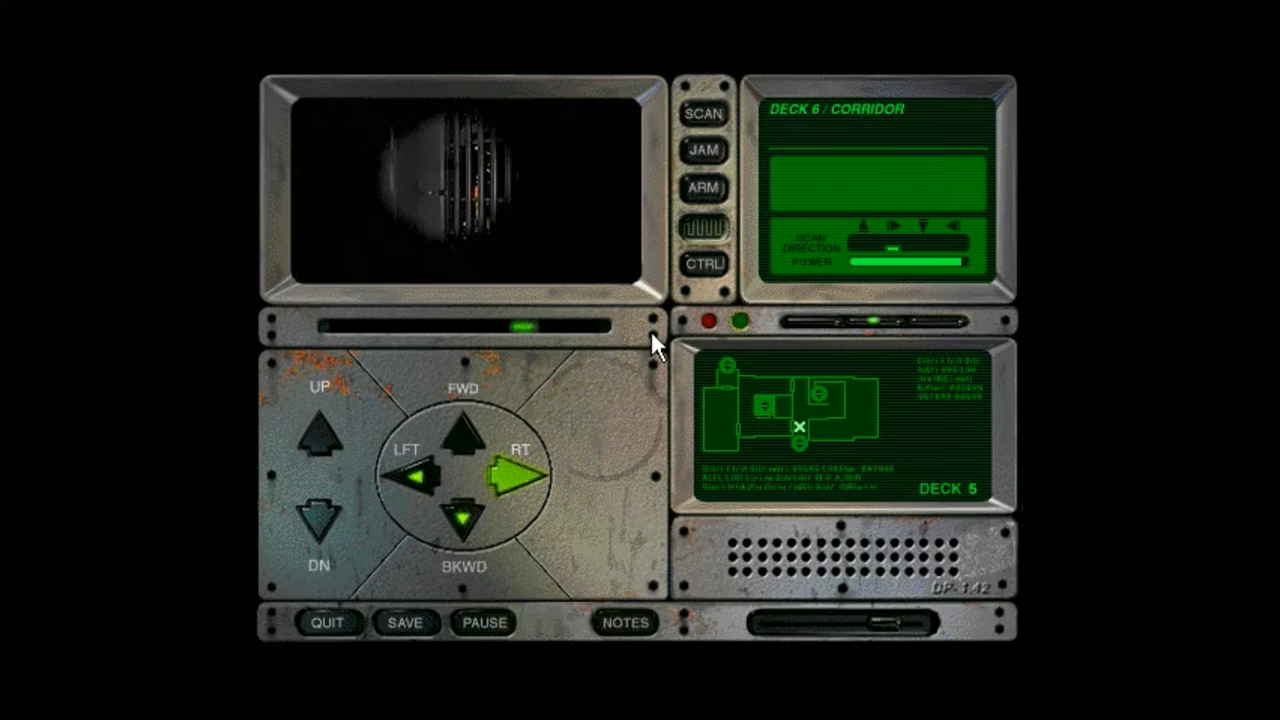 DECK 6 / CORRIDOR
SCAN
JAM
ARM
CTRL
SCAN
DIRECTION
POWER
UP
FWD
LFT
RT
DN
BKWD
DECK 5
DP-1.42
QUIT
SAVE
PAUSE
NOTES